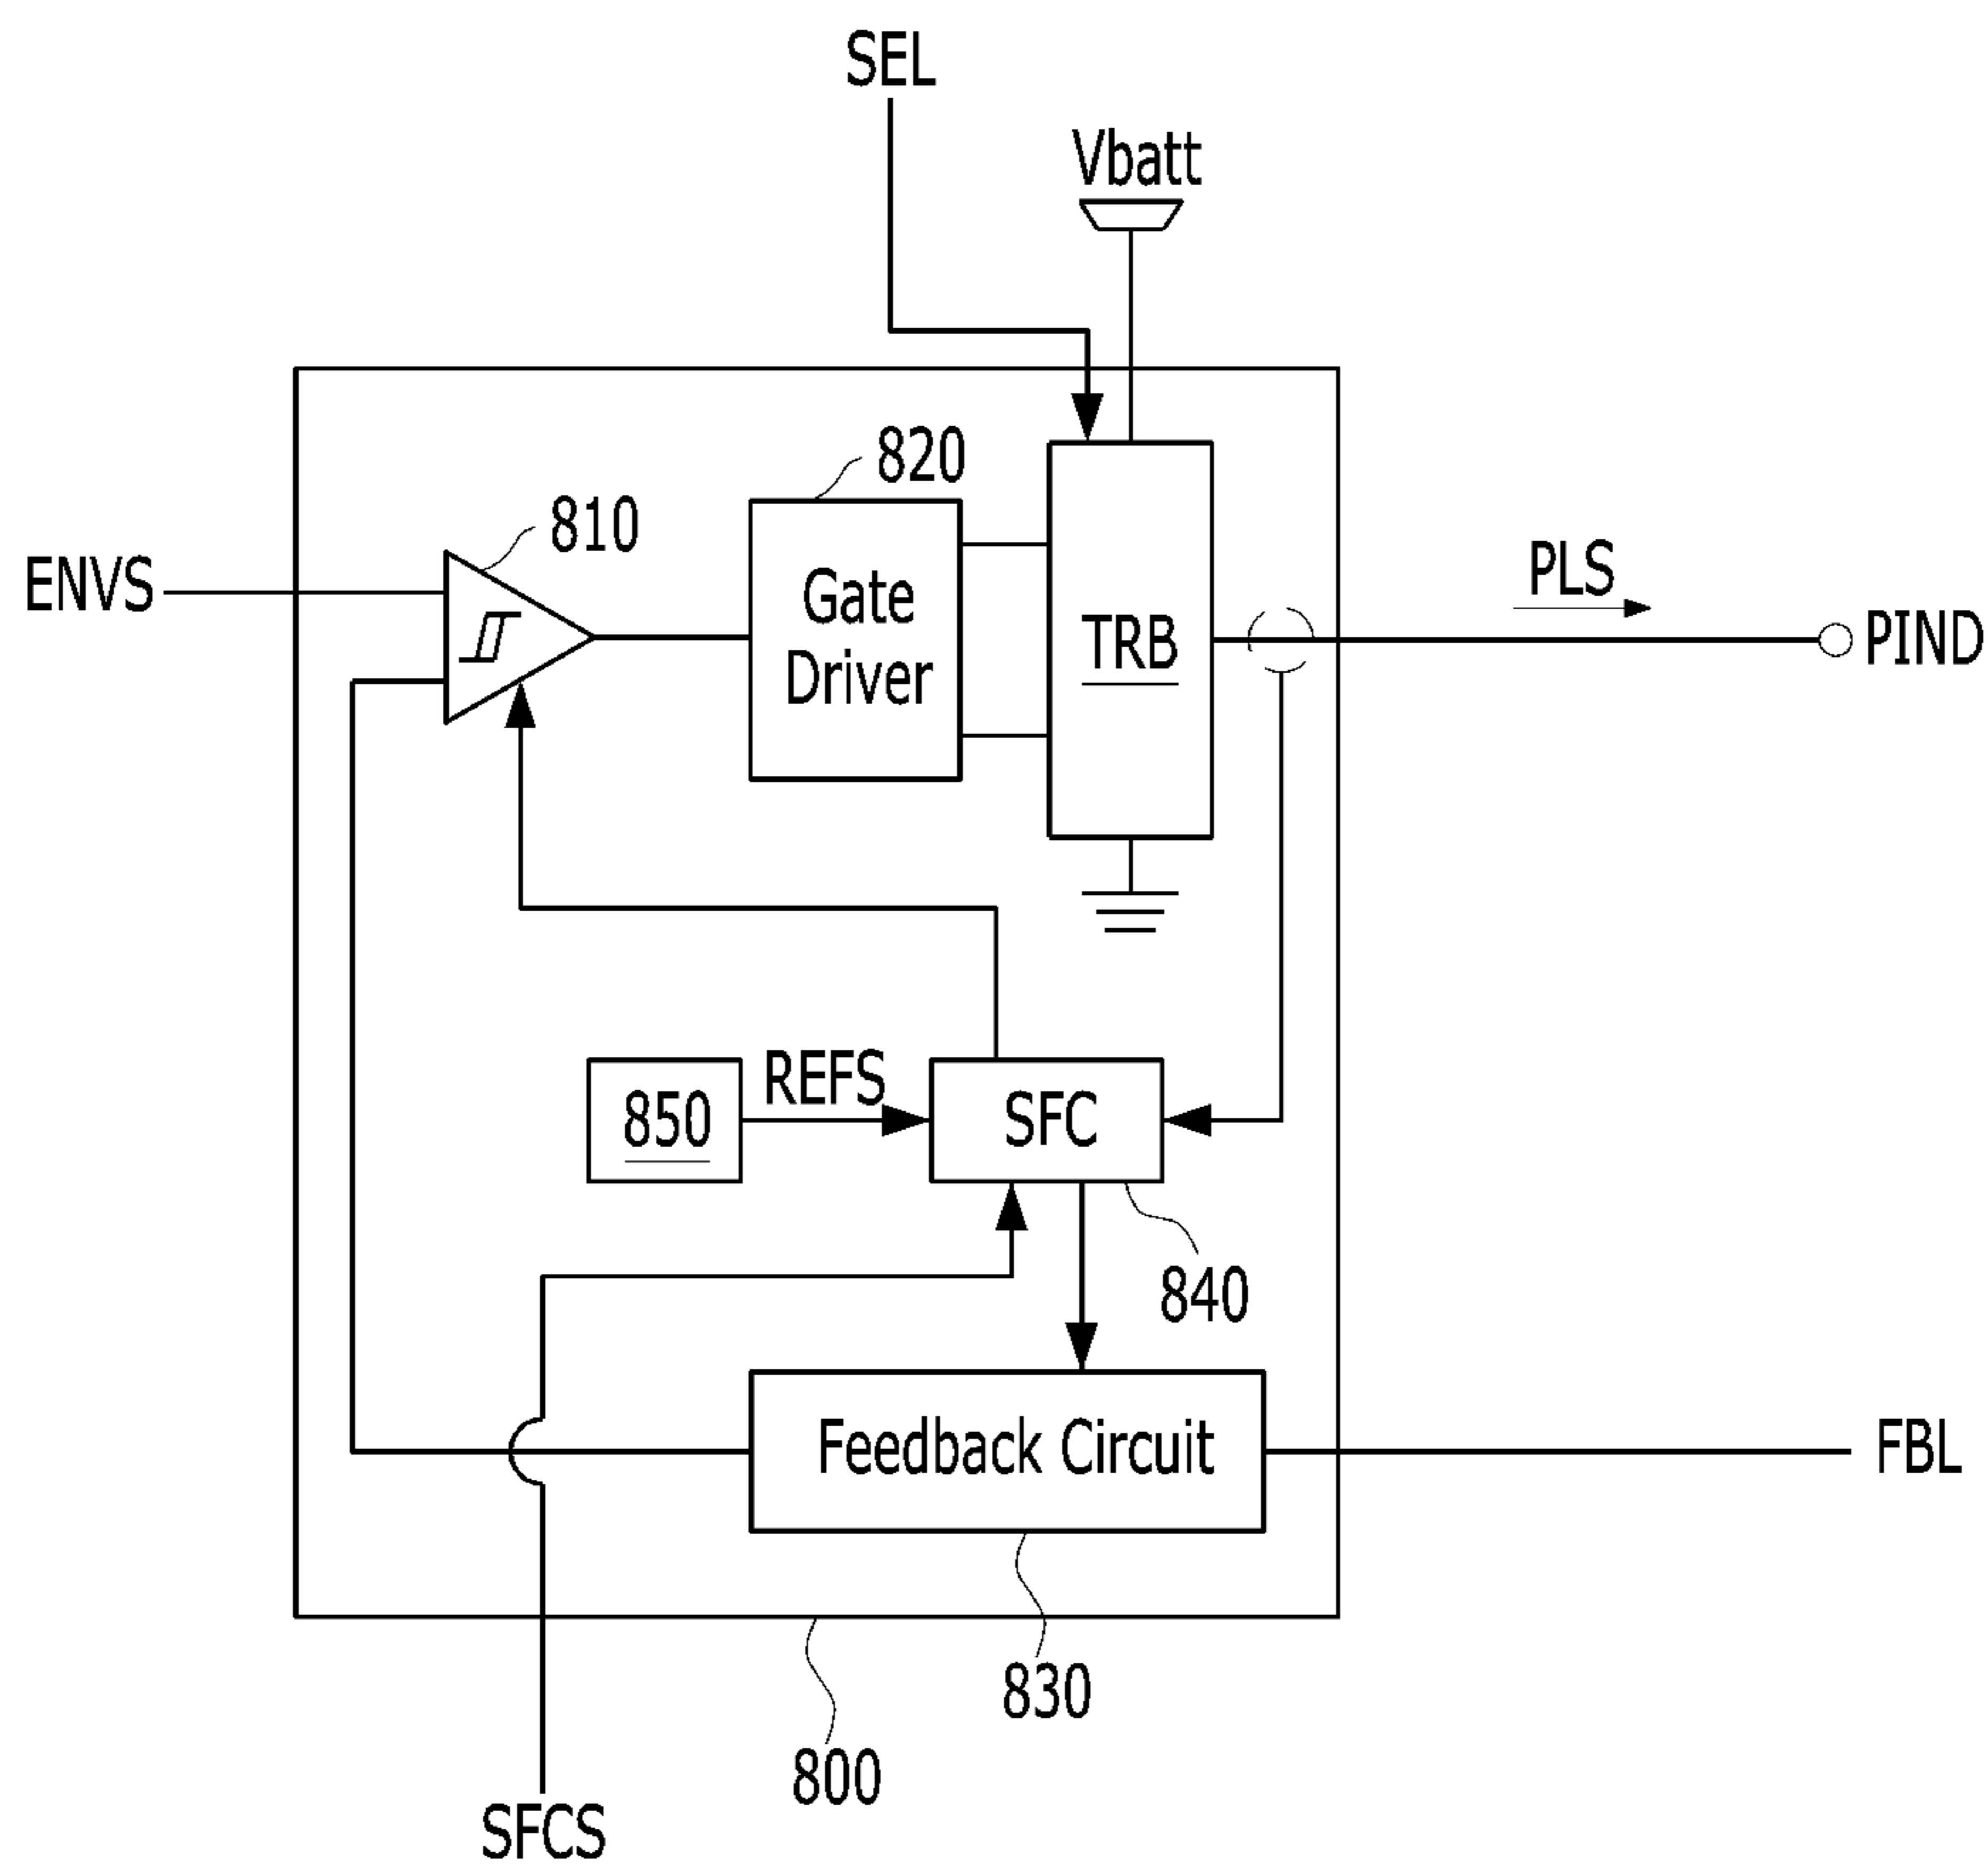 SEL
Vbatt
820
810
ENVS
Gate
Driver
TRB
PLS
PIND
850
REFS
SFC
840
Feedback Circuit
FBL
830
800
SFCS